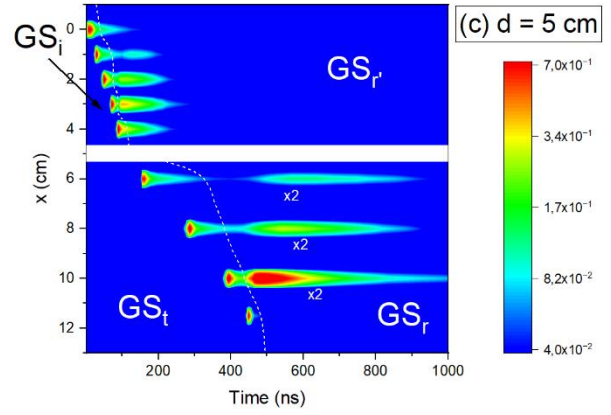 (c) d = 5 cm
GSᵢ
GSᵣ'
0
2
4
6
8
10
12
x (cm)
x2
x2
x2
GSₜ
GSᵣ
200
400
600
800
1000
Time (ns)
7,0x10⁻¹
3,4x10⁻¹
1,7x10⁻¹
8,2x10⁻²
4,0x10⁻²